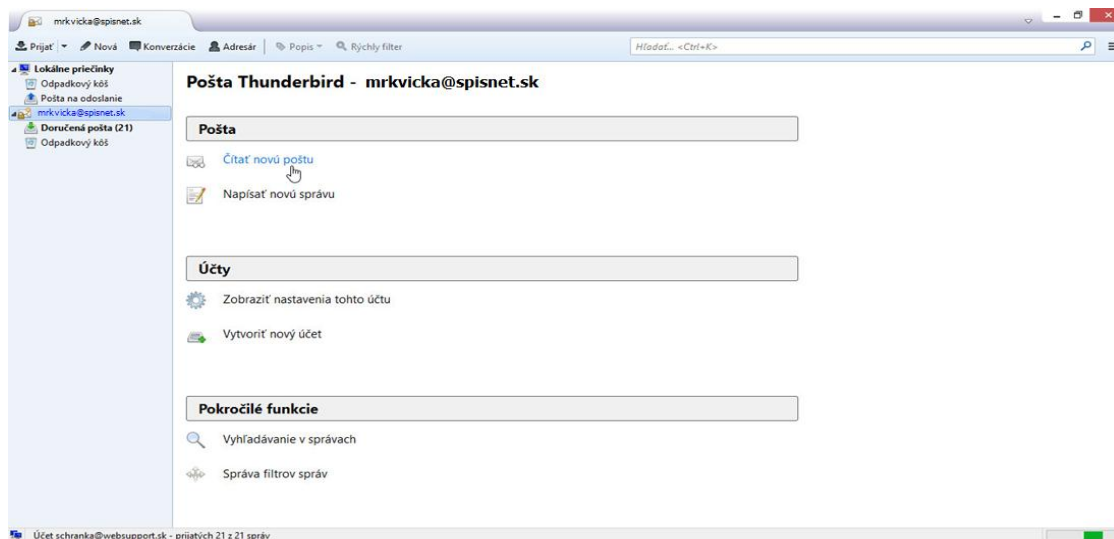 mrkvicka@spisnet.sk
Prijať Nová Konverzácie Adresár Popis Rýchly filter Hľadať... <Ctrl+K>
Lokálne priečinky
Odpadkový kôš
Pošta na odoslanie
mrkvicka@spisnet.sk
Doručená pošta (21)
Odpadkový kôš
Pošta Thunderbird - mrkvicka@spisnet.sk
Pošta
Čítať novú poštu
Napísať novú správu
Účty
Zobraziť nastavenia tohto účtu
Vytvoriť nový účet
Pokročilé funkcie
Vyhľadávanie v správach
Správa filtrov správ
Účet schranka@websupport.sk - prijatých 21 z 21 správ